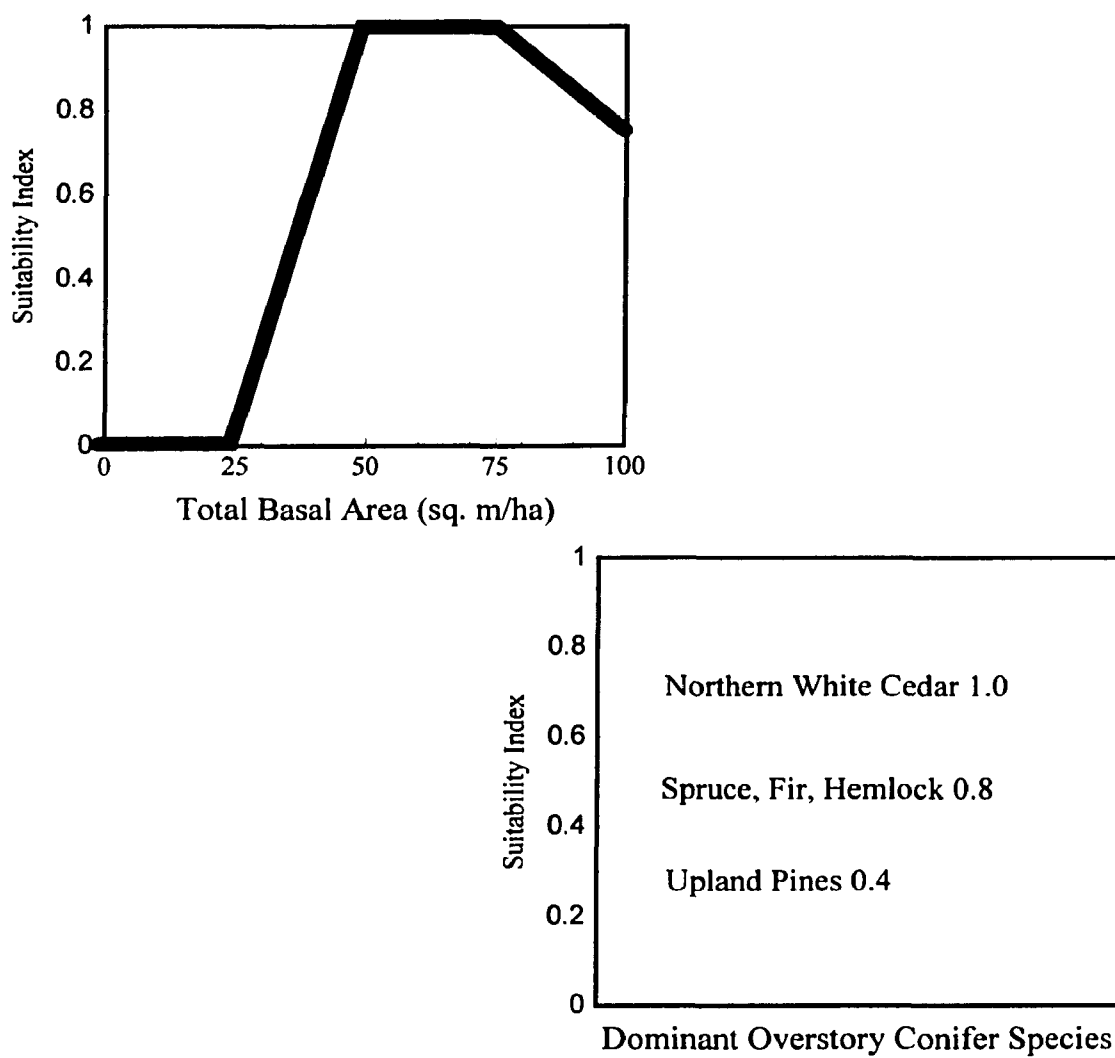 1
0.8
0.6
0.4
0.2
0
Suitability Index
0 25 50 75 100
Total Basal Area (sq. m/ha)
1
0.8
0.6
0.4
0.2
0
Suitability Index
Northern White Cedar 1.0
Spruce, Fir, Hemlock 0.8
Upland Pines 0.4
Dominant Overstory Conifer Species